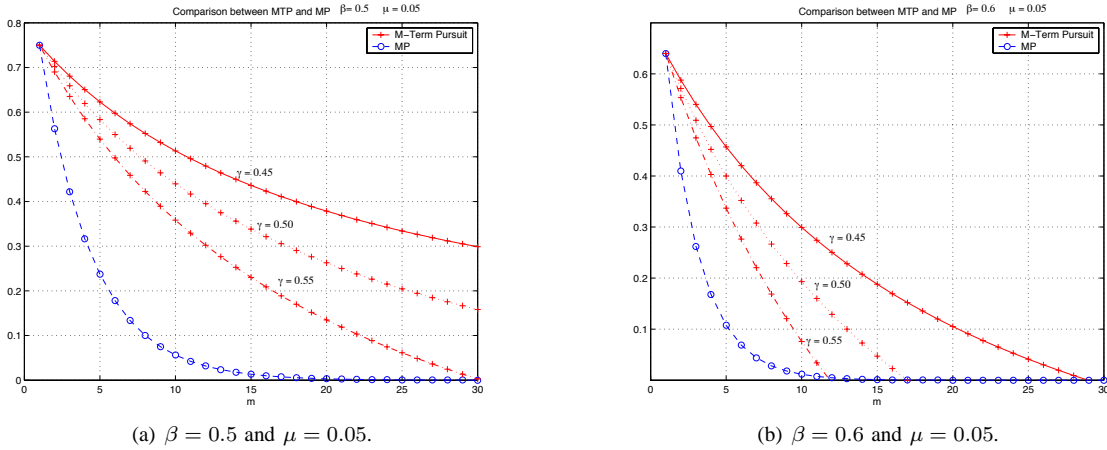 Comparison between MTP and MP β= 0.5 μ = 0.05
M−Term Pursuit
MP
0.8
0.7
0.6
0.5
0.4
0.3
0.2
0.1
0
γ = 0.45
γ = 0.50
γ = 0.55
5 10 15 20 25 30
m
(a) β = 0.5 and μ = 0.05.
Comparison between MTP and MP β= 0.6 μ = 0.05
M−Term Pursuit
MP
0.6
0.5
0.4
0.3
0.2
0.1
γ = 0.45
γ = 0.50
γ = 0.55
0 5 10 15 20 25 30
m
(b) β = 0.6 and μ = 0.05.